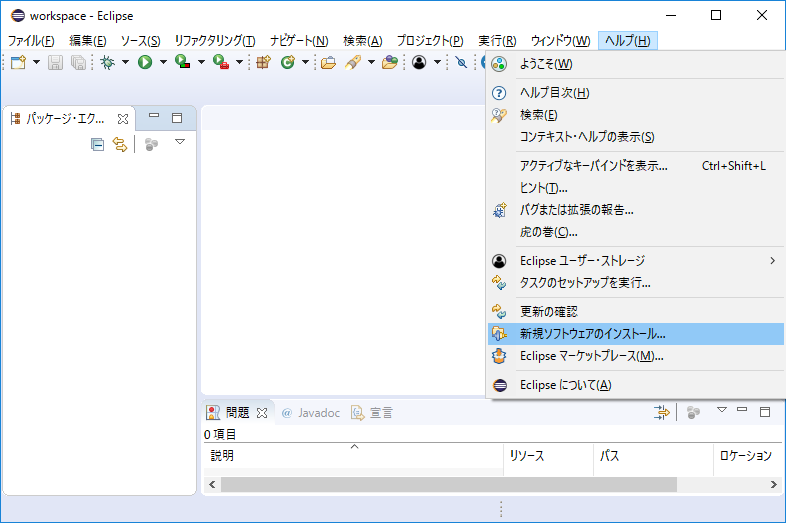 workspace - Eclipse
ファイル(F) 編集(E) ソース(S) リファクタリング(T) ナビゲート(N) 検索(A) プロジェクト(P) 実行(R) ウィンドウ(W) ヘルプ(H)
ようこそ(W)
ヘルプ目次(H)
検索(E)
コンテキスト・ヘルプの表示(S)
アクティブなキーバインドを表示... Ctrl+Shift+L
ヒント(T)...
バグまたは拡張の報告...
虎の巻(C)...
Eclipse ユーザー・ストレージ
タスクのセットアップを実行...
更新の確認
新規ソフトウェアのインストール...
Eclipse マーケットプレース(M)...
Eclipse について(A)
パッケージ・エク...
問題 @ Javadoc 宣言
0 項目
説明 リソース パス ロケーション